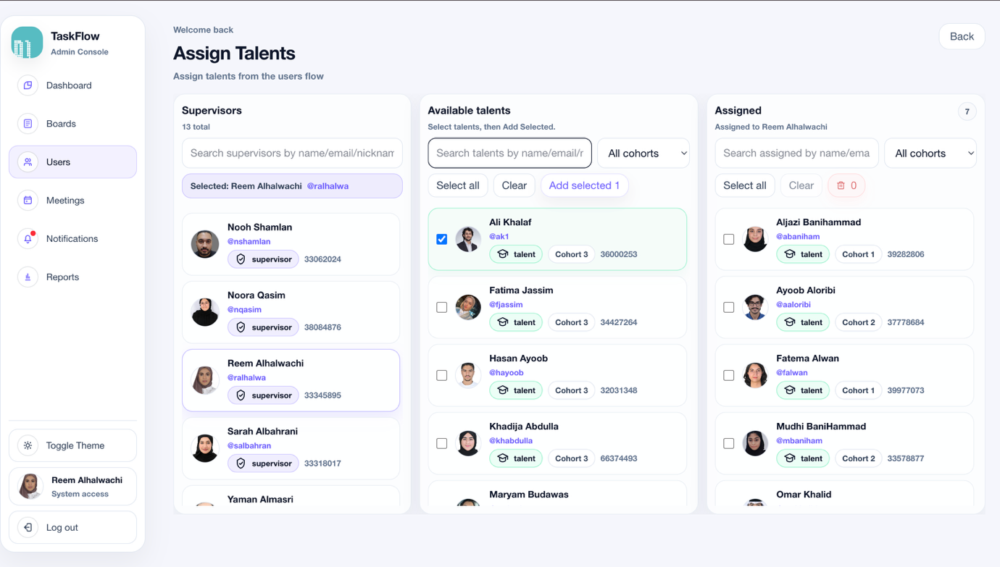 TaskFlow
Admin Console
Dashboard
Boards
Users
Meetings
Notifications
Reports
Toggle Theme
Reem Alhalwachi
System access
Log out
Welcome back
Assign Talents
Assign talents from the users flow
Back
Supervisors
13 total
Search supervisors by name/email/nicknam
Selected: Reem Alhalwachi @ralhalwa
Nooh Shamlan
@nshamlan
supervisor 33062024
Noora Qasim
@nqasim
supervisor 38084876
Reem Alhalwachi
@ralhalwa
supervisor 33345895
Sarah Albahrani
@salbahran
supervisor 33318017
Yaman Almasri
Available talents
Select talents, then Add Selected.
Search talents by name/email/r All cohorts
Select all Clear Add selected 1
Ali Khalaf
@ak1
talent Cohort 3 36000253
Fatima Jassim
@fjassim
talent Cohort 3 34427264
Hasan Ayoob
@hayoob
talent Cohort 3 32031348
Khadija Abdulla
@khabdulla
talent Cohort 3 66374493
Maryam Budawas
Assigned 7
Assigned to Reem Alhalwachi
Search assigned by name/ema All cohorts
Select all Clear 0
Aljazi Banihammad
@abaniham
talent Cohort 1 39282806
Ayoob Aloribi
@aaloribi
talent Cohort 2 37778684
Fatema Alwan
@falwan
talent Cohort 1 39977073
Mudhi BaniHammad
@mbaniham
talent Cohort 2 33578877
Omar Khalid